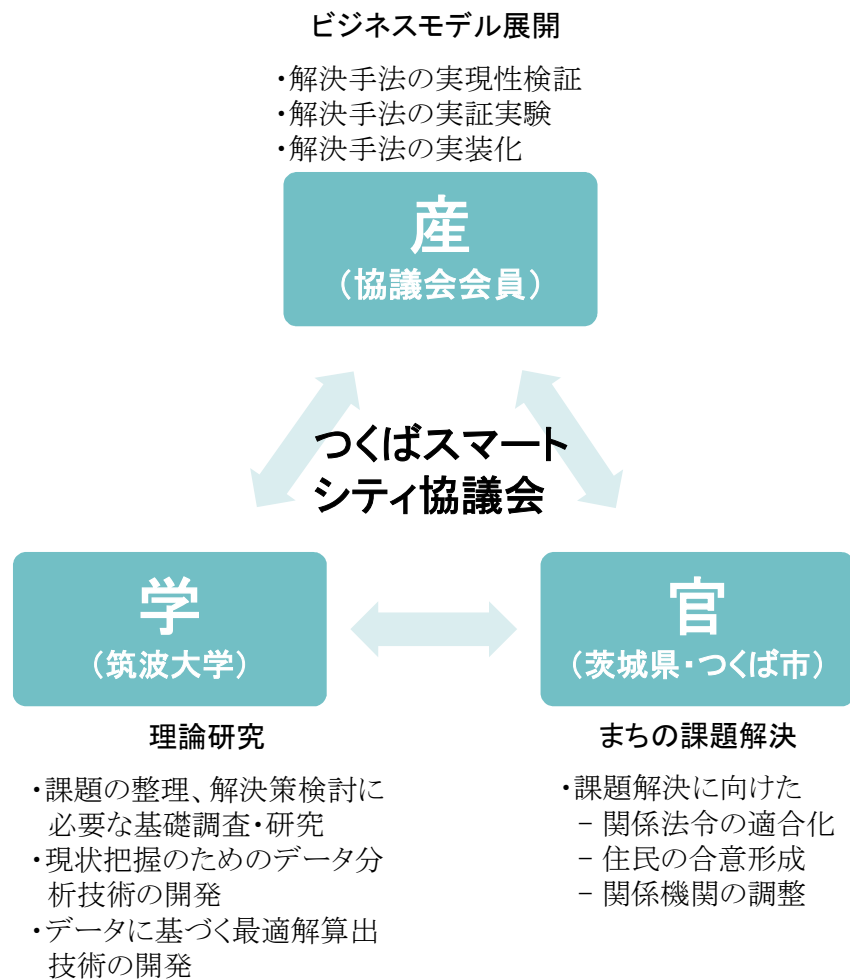 ビジネスモデル展開
・解決手法の実現性検証
・解決手法の実証実験
・解決手法の実装化
産
（協議会会員）
つくばスマート
シティ協議会
学
（筑波大学）
官
（茨城県・つくば市）
理論研究
・課題の整理、解決策検討に
必要な基礎調査・研究
・現状把握のためのデータ分
析技術の開発
・データに基づく最適解算出
技術の開発
まちの課題解決
・課題解決に向けた
－ 関係法令の適合化
－ 住民の合意形成
－ 関係機関の調整